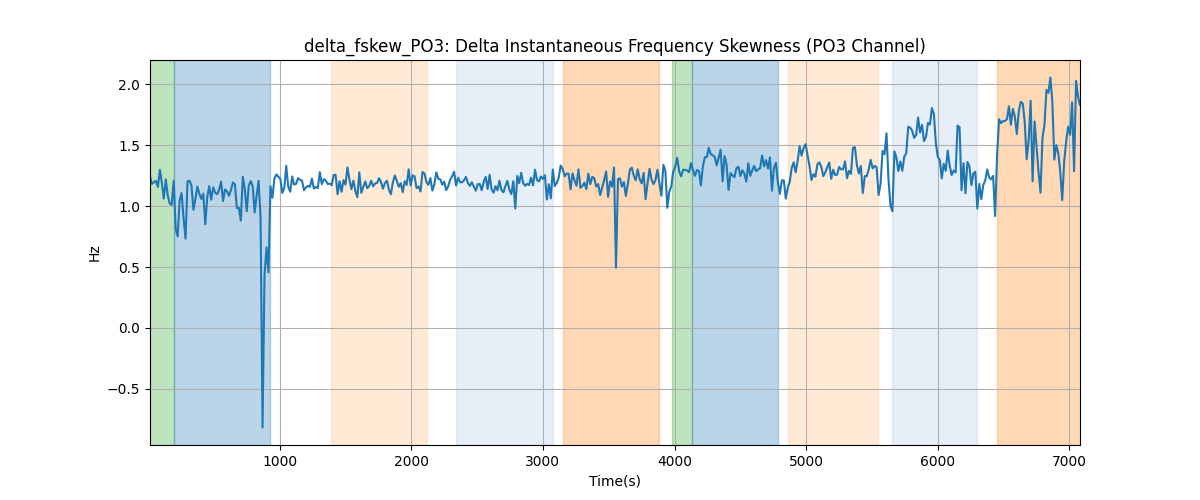 delta_fskew_PO3: Delta Instantaneous Frequency Skewness (PO3 Channel)
2.0
1.5
1.0
0.5
0.0
−0.5
Hz
1000 2000 3000 4000 5000 6000 7000
Time(s)